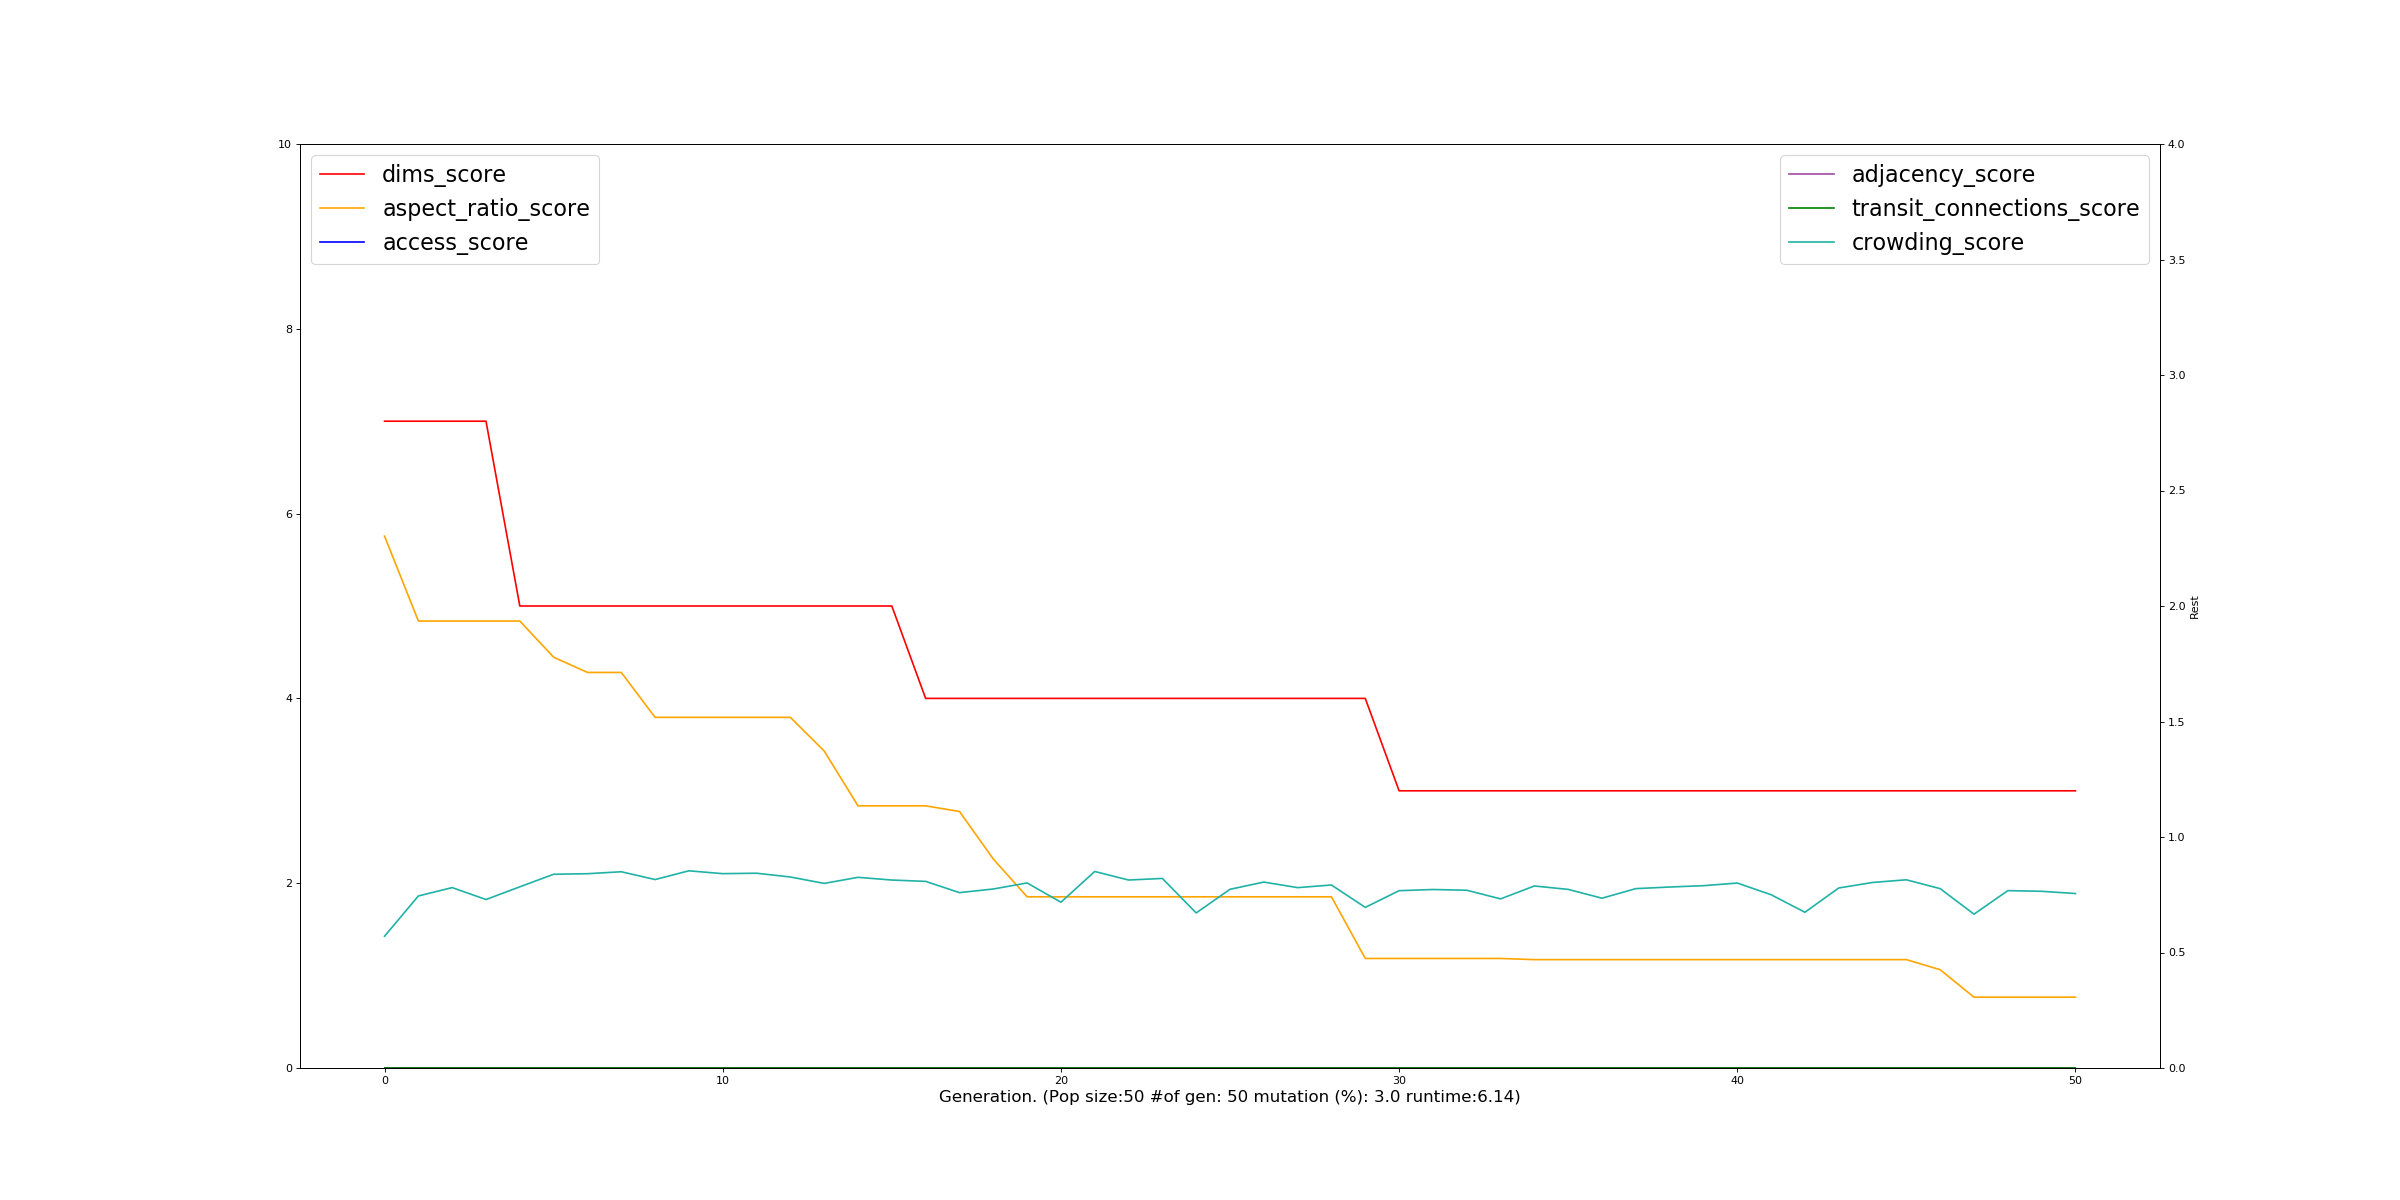 dims_score
aspect_ratio_score
access_score
adjacency_score
transit_connections_score
crowding_score
10
8
6
4
2
0
4.0
3.5
3.0
2.5
2.0
1.5
1.0
0.5
0.0
Rest
0 10 20 30 40 50
Generation. (Pop size:50 #of gen: 50 mutation (%): 3.0 runtime:6.14)